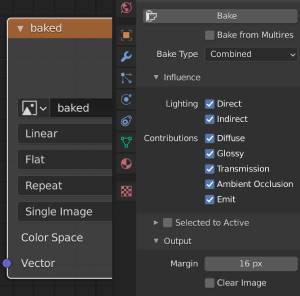 baked
baked
Linear
Flat
Repeat
Single Image
Color Space
Vector
Bake
Bake from Multires
Bake Type Combined
Influence
Lighting Direct
Indirect
Contributions Diffuse
Glossy
Transmission
Ambient Occlusion
Emit
Selected to Active
Output
Margin 16 px
Clear Image